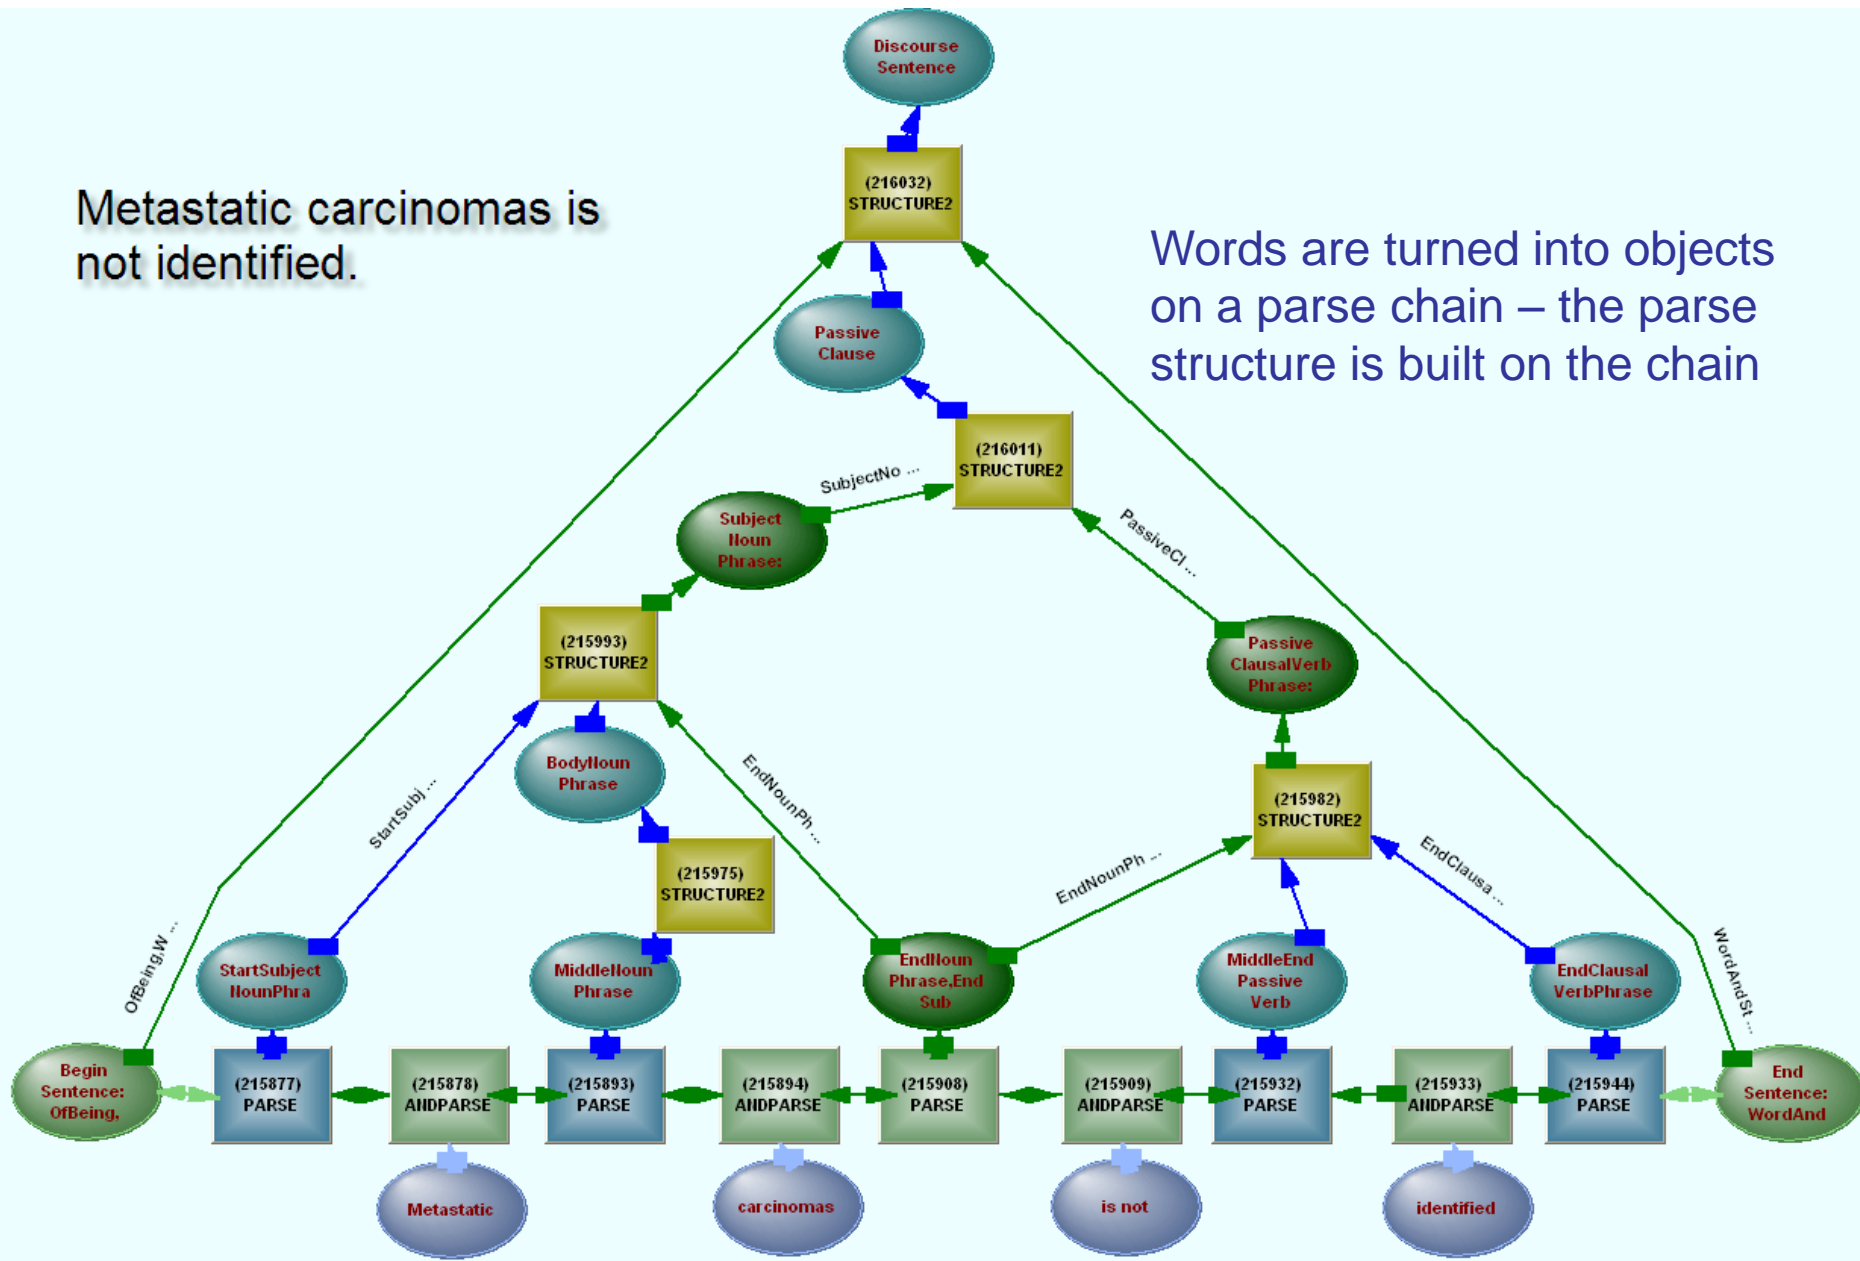 Discourse
Sentence
(216032)
STRUCTURE2
Metastatic carcinomas is
not identified.
Words are turned into objects
on a parse chain – the parse
structure is built on the chain
Passive
Clause
(216011)
STRUCTURE2
SubjectNo ...
Subject
Noun
Phrase:
PassiveCl ...
(215993)
STRUCTURE2
Passive
ClausalVerb
Phrase:
BodyNoun
Phrase
StartSubj ...
EndNounPh ...
(215982)
STRUCTURE2
(215975)
STRUCTURE2
EndNounPh ...
EndClausa ...
OfBeing,W ...
WordAndSt ...
StartSubject
NounPhra
MiddleNoun
Phrase
EndNoun
Phrase,End
Sub
MiddleEnd
Passive
Verb
EndClausal
VerbPhrase
Begin
Sentence:
OfBeing,
(215877)
PARSE
(215878)
ANDPARSE
(215893)
PARSE
(215894)
ANDPARSE
(215908)
PARSE
(215909)
ANDPARSE
(215932)
PARSE
(215933)
ANDPARSE
(215944)
PARSE
End
Sentence:
WordAnd
Metastatic
carcinomas
is not
identified